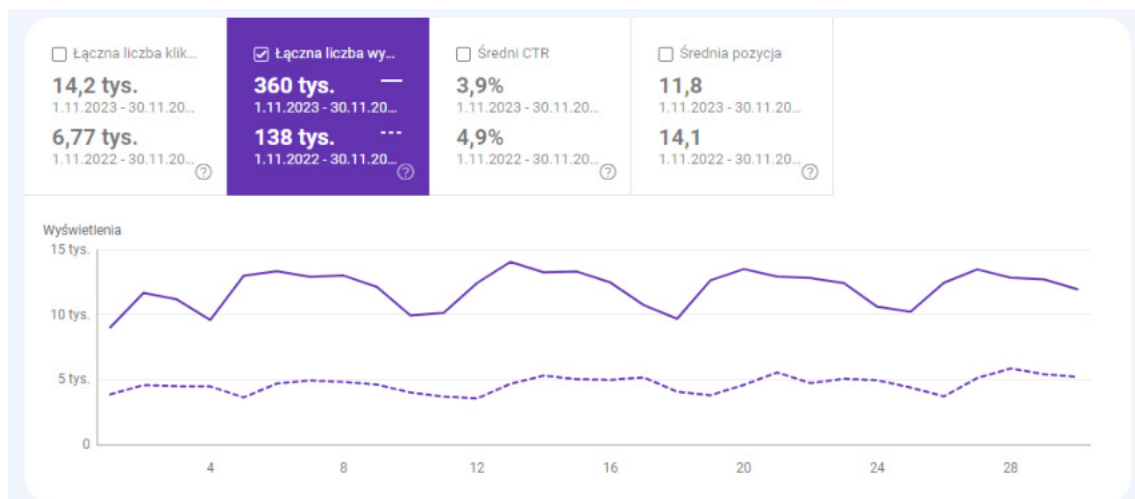 Łączna liczba klik...
14,2 tys.
1.11.2023 - 30.11.20...
6,77 tys.
1.11.2022 - 30.11.20...
Łączna liczba wy...
360 tys.
1.11.2023 - 30.11.20...
138 tys.
1.11.2022 - 30.11.20...
Średni CTR
3,9%
1.11.2023 - 30.11.20...
4,9%
1.11.2022 - 30.11.20...
Średnia pozycja
11,8
1.11.2023 - 30.11.20...
14,1
1.11.2022 - 30.11.20...
Wyświetlenia
15 tys.
10 tys.
5 tys.
0
4 8 12 16 20 24 28